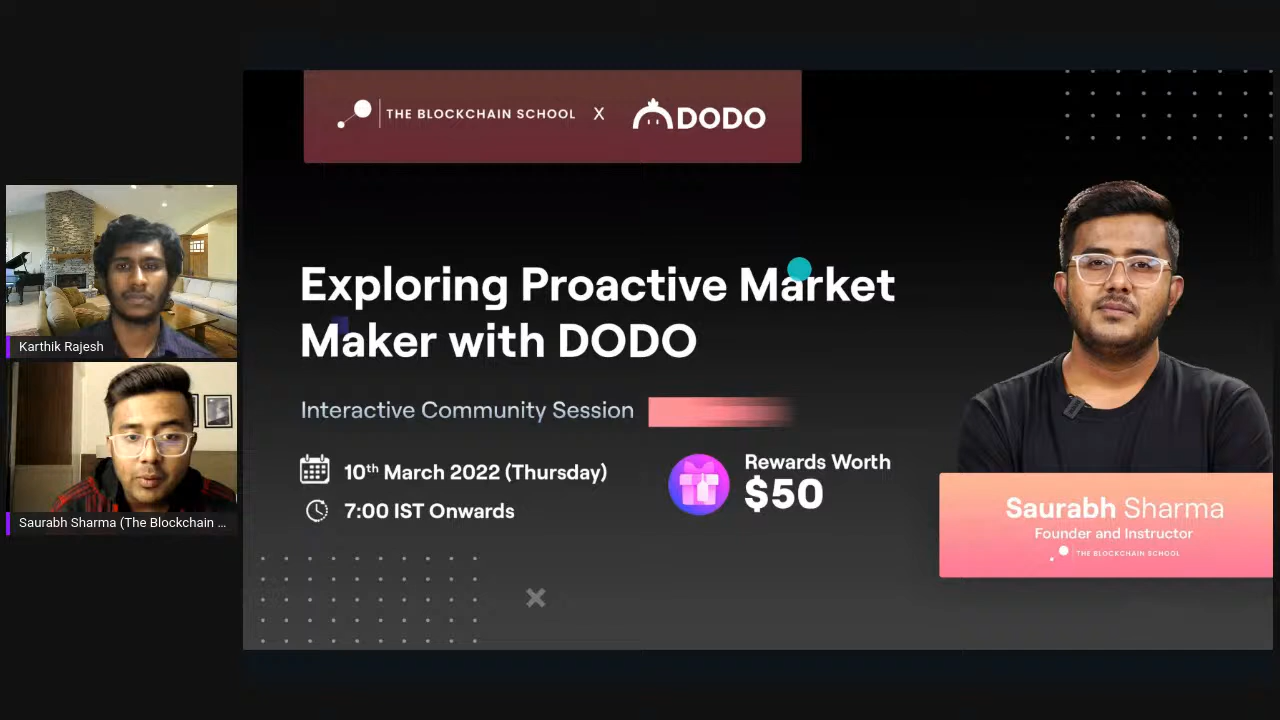 THE BLOCKCHAIN SCHOOL X DODO
Exploring Proactive Market
Maker with DODO
Interactive Community Session
10th March 2022 (Thursday)
7:00 IST Onwards
Rewards Worth
$50
Saurabh Sharma
Founder and Instructor
THE BLOCKCHAIN SCHOOL
Karthik Rajesh
Saurabh Sharma (The Blockchain ...